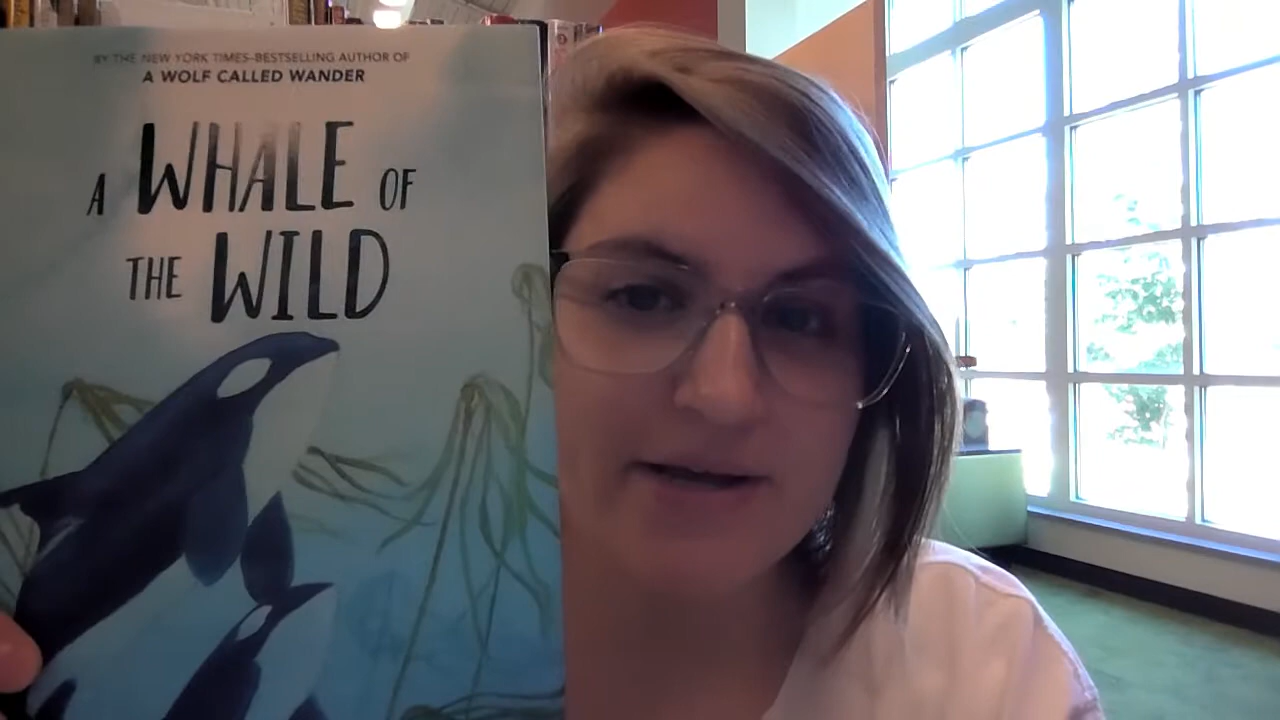 BY THE NEW YORK TIMES–BESTSELLING AUTHOR OF
A WOLF CALLED WANDER
A WHALE OF
THE WILD